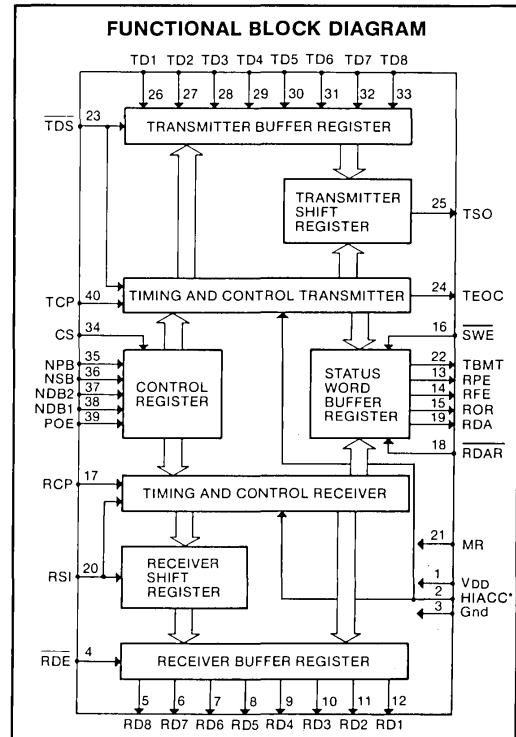 FUNCTIONAL BLOCK DIAGRAM
TD1 TD2 TD3 TD4 TD5 TD6 TD7 TD8
26 27 28 29 30 31 32 33
TDS 23
TRANSMITTER BUFFER REGISTER
TRANSMITTER
SHIFT
REGISTER
25 TSO
TCP 40
TIMING AND CONTROL TRANSMITTER
24 TEOC
CS 34
16 SWE
NPB 35
NSB 36
NDB2 37
NDB1 38
POE 39
CONTROL
REGISTER
STATUS
WORD
BUFFER
REGISTER
22 TBMT
13 RPE
14 RFE
15 ROR
19 RDA
18 RDAR
RCP 17
TIMING AND CONTROL RECEIVER
21 MR
RSI 20
RECEIVER
SHIFT
REGISTER
1 VDD
2 HIACC*
3 Gnd
RDE 4
RECEIVER BUFFER REGISTER
5 6 7 8 9 10 11 12
RD8 RD7 RD6 RD5 RD4 RD3 RD2 RD1